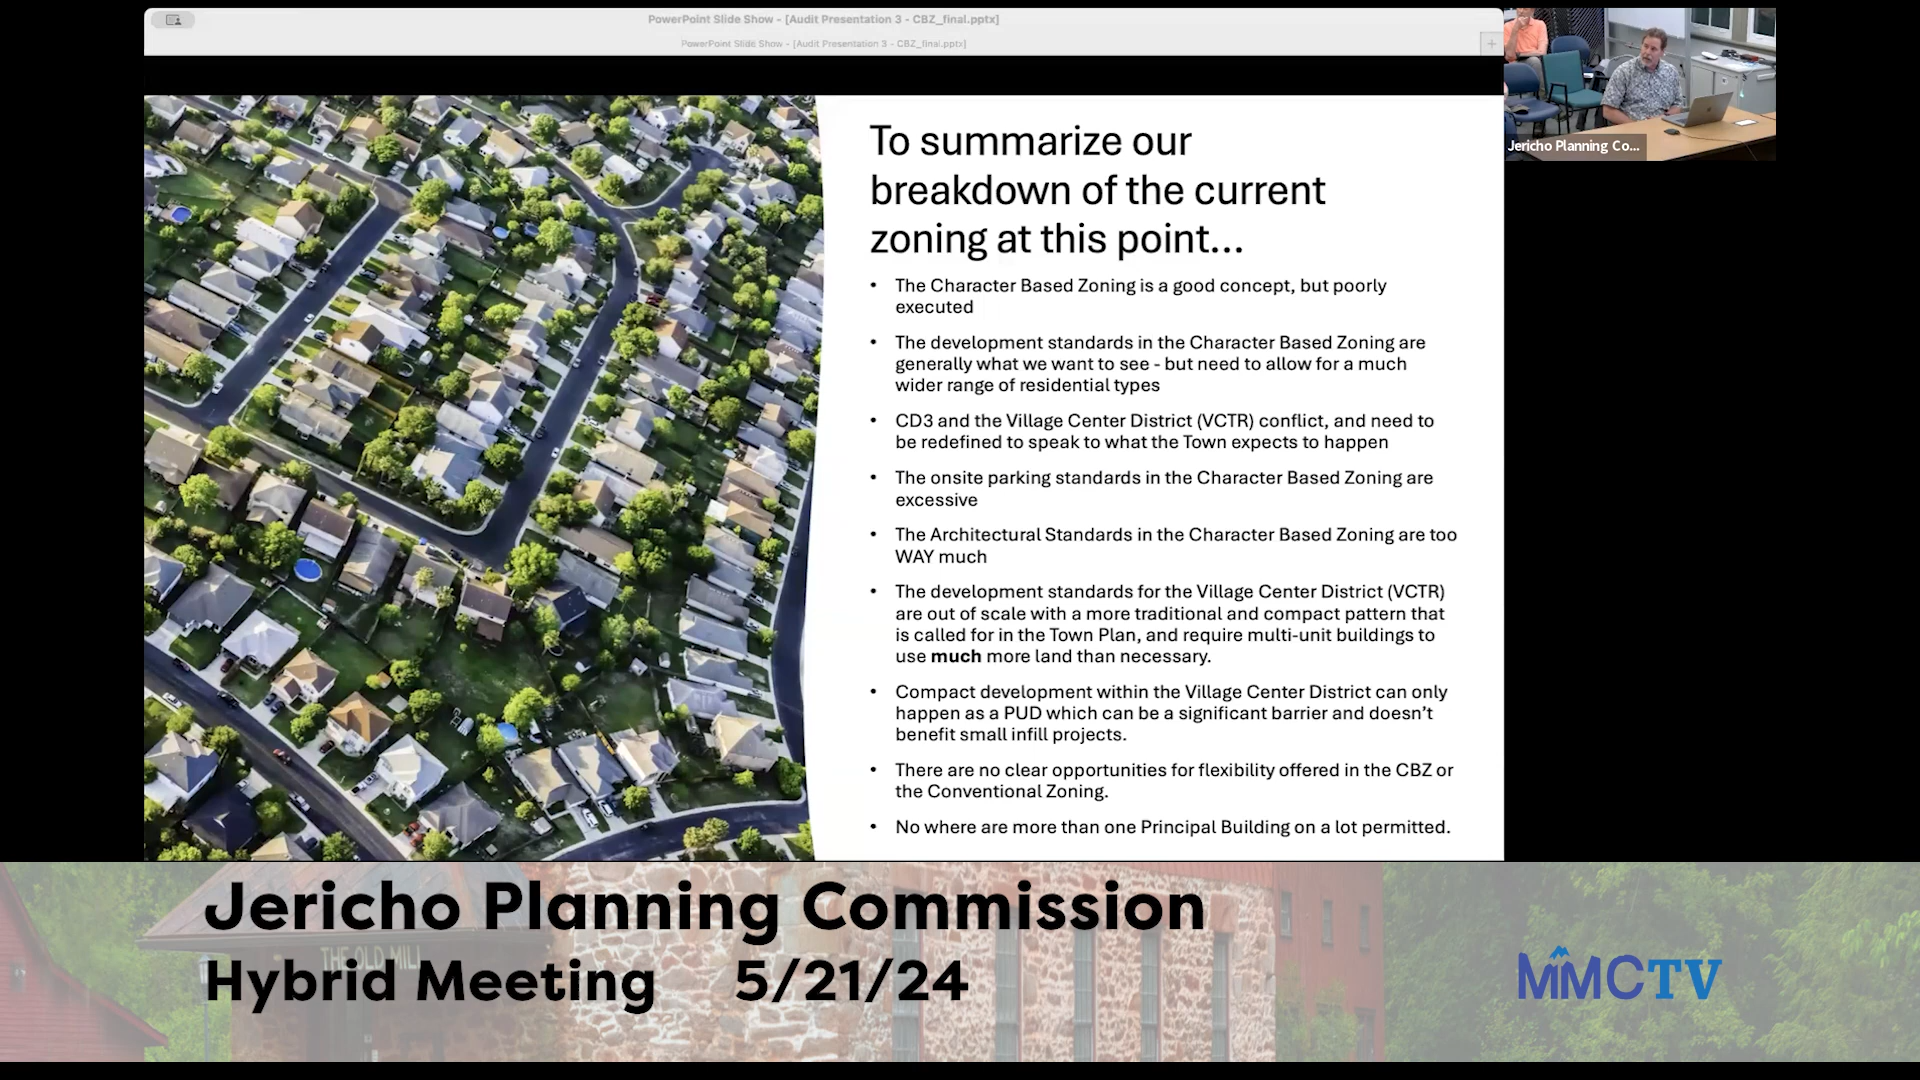 PowerPoint Slide Show - [Audit Presentation 3 - CBZ_final.pptx]
PowerPoint Slide Show - [Audit Presentation 3 - CBZ_final.pptx]
Jericho Planning Co...
To summarize our
breakdown of the current
zoning at this point...
• The Character Based Zoning is a good concept, but poorly
executed
• The development standards in the Character Based Zoning are
generally what we want to see - but need to allow for a much
wider range of residential types
• CD3 and the Village Center District (VCTR) conflict, and need to
be redefined to speak to what the Town expects to happen
• The onsite parking standards in the Character Based Zoning are
excessive
• The Architectural Standards in the Character Based Zoning are too
WAY much
• The development standards for the Village Center District (VCTR)
are out of scale with a more traditional and compact pattern that
is called for in the Town Plan, and require multi-unit buildings to
use much more land than necessary.
• Compact development within the Village Center District can only
happen as a PUD which can be a significant barrier and doesn't
benefit small infill projects.
• There are no clear opportunities for flexibility offered in the CBZ or
the Conventional Zoning.
• No where are more than one Principal Building on a lot permitted.
Jericho Planning Commission
Hybrid Meeting 5/21/24
THE OLD MILL
MMCTV